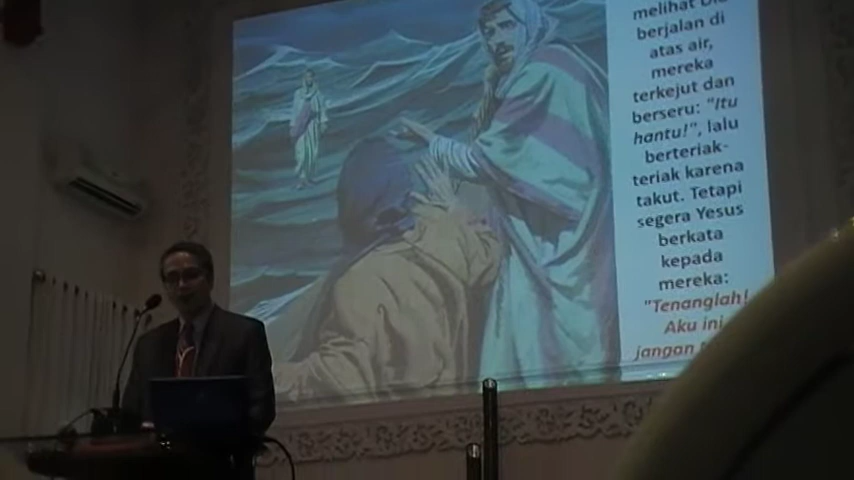 melihat
berjalan di
atas air,
mereka
terkejut dan
berseru: "Itu
hantu!", lalu
berteriak-
teriak karena
takut. Tetapi
segera Yesus
berkata
kepada
mereka:
"Tenanglah!
Aku ini
jangan